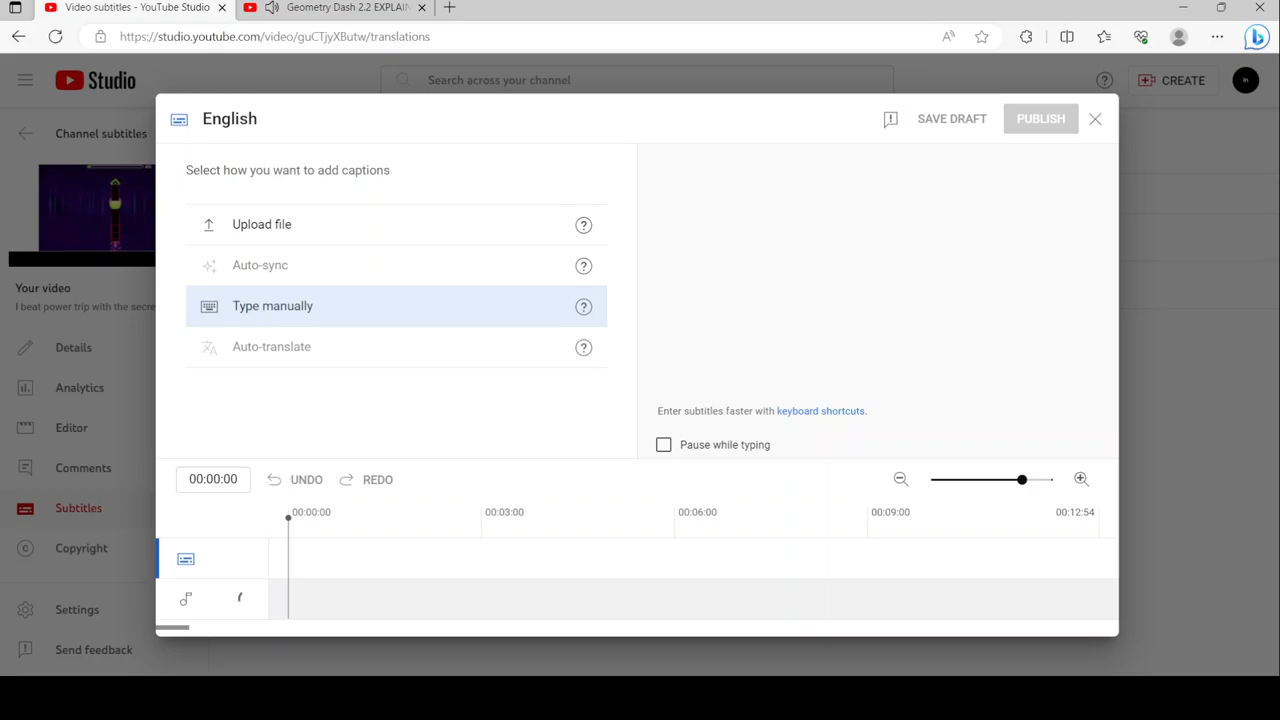 Video subtitles - YouTube Studio
Geometry Dash 2.2 EXPLAIN
https://studio.youtube.com/video/guCTjyXButw/translations
Studio
Search across your channel
CREATE
Channel subtitles
English
SAVE DRAFT
PUBLISH
Select how you want to add captions
Upload file
Auto-sync
Type manually
Auto-translate
Your video
I beat power trip with the secre
Details
Analytics
Editor
Comments
Subtitles
Copyright
Settings
Send feedback
Enter subtitles faster with keyboard shortcuts.
Pause while typing
00:00:00
UNDO
REDO
00:00:00
00:03:00
00:06:00
00:09:00
00:12:54